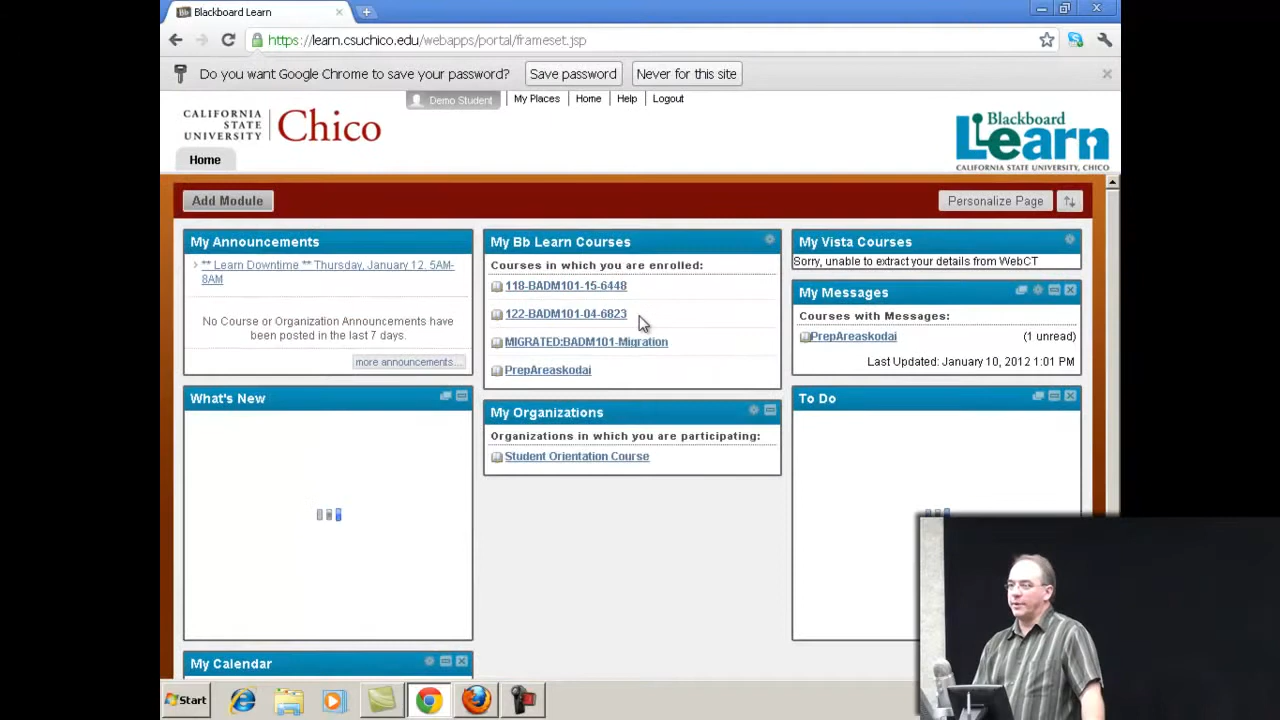 Blackboard Learn
https://learn.csuchico.edu/webapps/portal/frameset.jsp
Do you want Google Chrome to save your password?
Save password
Never for this site
Demo Student
My Places
Home
Help
Logout
CALIFORNIA
STATE
UNIVERSITY
Chico
Blackboard
Learn
CALIFORNIA STATE UNIVERSITY, CHICO
Home
Add Module
Personalize Page
My Announcements
** Learn Downtime ** Thursday, January 12, 5AM-
8AM
No Course or Organization Announcements have
been posted in the last 7 days.
more announcements...
What's New
My Calendar
My Bb Learn Courses
Courses in which you are enrolled:
118-BADM101-15-6448
122-BADM101-04-6823
MIGRATED:BADM101-Migration
PrepAreaskodai
My Organizations
Organizations in which you are participating:
Student Orientation Course
My Vista Courses
Sorry, unable to extract your details from WebCT
My Messages
Courses with Messages:
PrepAreaskodai (1 unread)
Last Updated: January 10, 2012 1:01 PM
To Do
Start